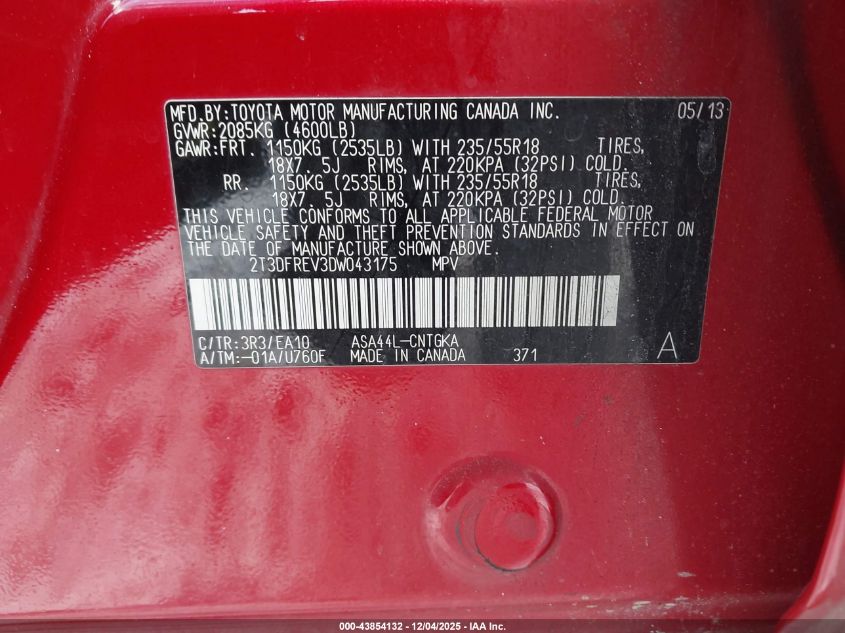 MFD.BY:TOYOTA MOTOR MANUFACTURING CANADA INC. 05/13
GVWR:2085KG (4600LB)
GAWR:FRT. 1150KG (2535LB) WITH 235/55R18 TIRES,
18X7. 5J RIMS, AT 220KPA (32PSI) COLD.
RR. 1150KG (2535LB) WITH 235/55R18 TIRES,
18X7. 5J RIMS, AT 220KPA (32PSI) COLD.
THIS VEHICLE CONFORMS TO ALL APPLICABLE FEDERAL MOTOR
VEHICLE SAFETY AND THEFT PREVENTION STANDARDS IN EFFECT ON
THE DATE OF MANUFACTURE SHOWN ABOVE.
2T3DFREV3DW043175 MPV
C/TR:3R3/EA10 ASA44L-CNTGKA
A/TM:-01A/U760F MADE IN CANADA 371 A
000-43854132 - 12/04/2025 - IAA Inc.